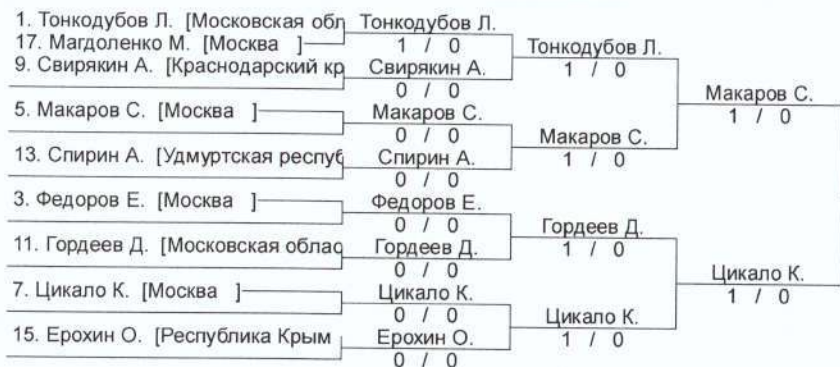 1. Тонкодубов Л. [Московская обл
17. Магдоленко М. [Москва ]
9. Свирякин А. [Краснодарский кр
5. Макаров С. [Москва ]
13. Спирин А. [Удмуртская респуб
3. Федоров Е. [Москва ]
11. Гордеев Д. [Московская облас
7. Цикало К. [Москва ]
15. Ерохин О. [Республика Крым
Тонкодубов Л.
1 / 0
Свирякин А.
0 / 0
Макаров С.
0 / 0
Спирин А.
0 / 0
Федоров Е.
0 / 0
Гордеев Д.
0 / 0
Цикало К.
0 / 0
Ерохин О.
0 / 0
Тонкодубов Л.
1 / 0
Макаров С.
1 / 0
Гордеев Д.
1 / 0
Цикало К.
1 / 0
Макаров С.
1 / 0
Цикало К.
1 / 0